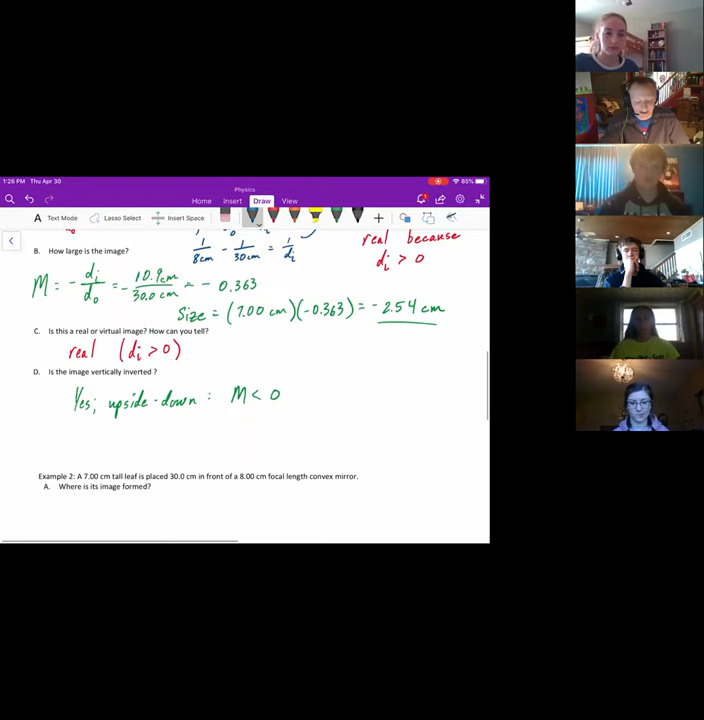 1:26 PM Thu Apr 30
85%
Physics
Home Insert Draw View
A Text Mode Lasso Select Insert Space
real because
B. How large is the image?
1/8cm - 1/30cm = 1/di
di > 0
M = - di/do = - 10.9cm/30.0 cm = - 0.363
Size = (7.00 cm)(-0.363) = - 2.54 cm
C. Is this a real or virtual image? How can you tell?
real (di > 0)
D. Is the image vertically inverted ?
Yes; upside-down : M < 0
Example 2: A 7.00 cm tall leaf is placed 30.0 cm in front of a 8.00 cm focal length convex mirror.
A. Where is its image formed?